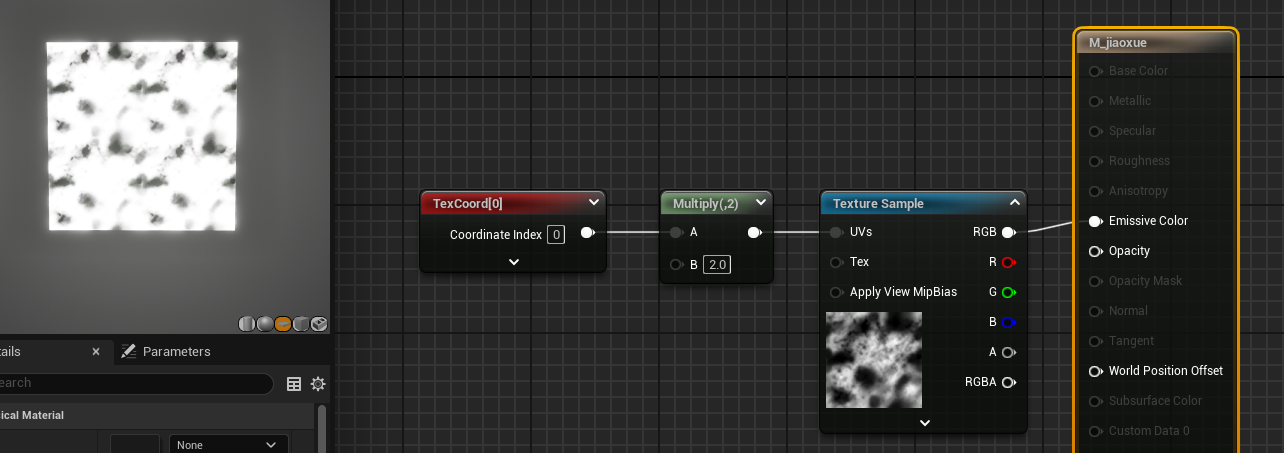 M_jiaoxue
Base Color
Metallic
Specular
Roughness
Anisotropy
Emissive Color
Opacity
Opacity Mask
Normal
Tangent
World Position Offset
Subsurface Color
Custom Data 0
TexCoord[0]
Coordinate Index 0
Multiply(,2)
A
B 2.0
Texture Sample
UVs RGB
Tex R
Apply View MipBias G
B
A
RGBA
tails × Parameters
earch
ical Material
None